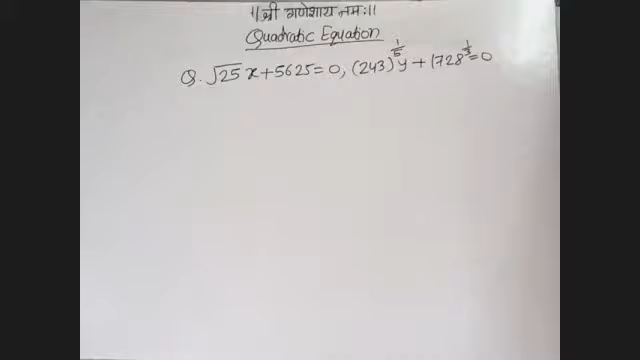 ॥ श्री गणेशाय नमः ॥
Quadratic Equation
Q. √25 x + 5625 = 0, (243)^(1/5) y + 1728^(1/3) = 0